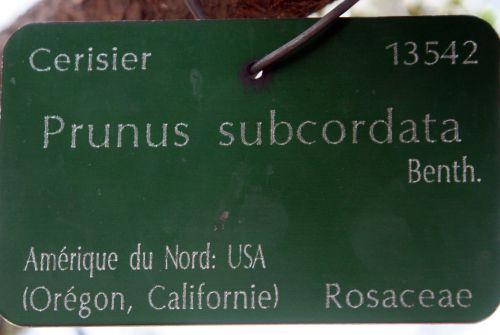 Cerisier 13542
Prunus subcordata
Benth.
Amérique du Nord: USA
(Orégon, Californie) Rosaceae